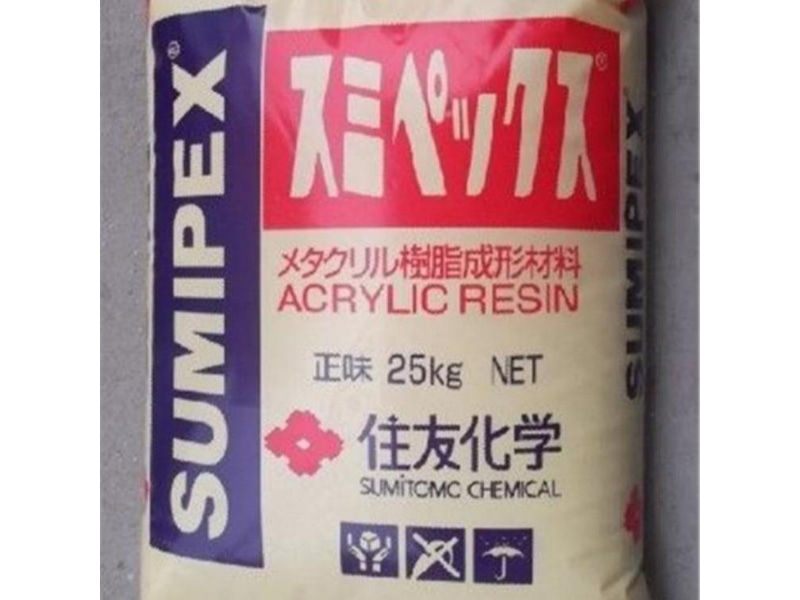 SUMIPEX®
スミペックス®
メタクリル樹脂成形材料
ACRYLIC RESIN
正味 25kg NET
住友化学
SUMITOMO CHEMICAL
SUMIPEX